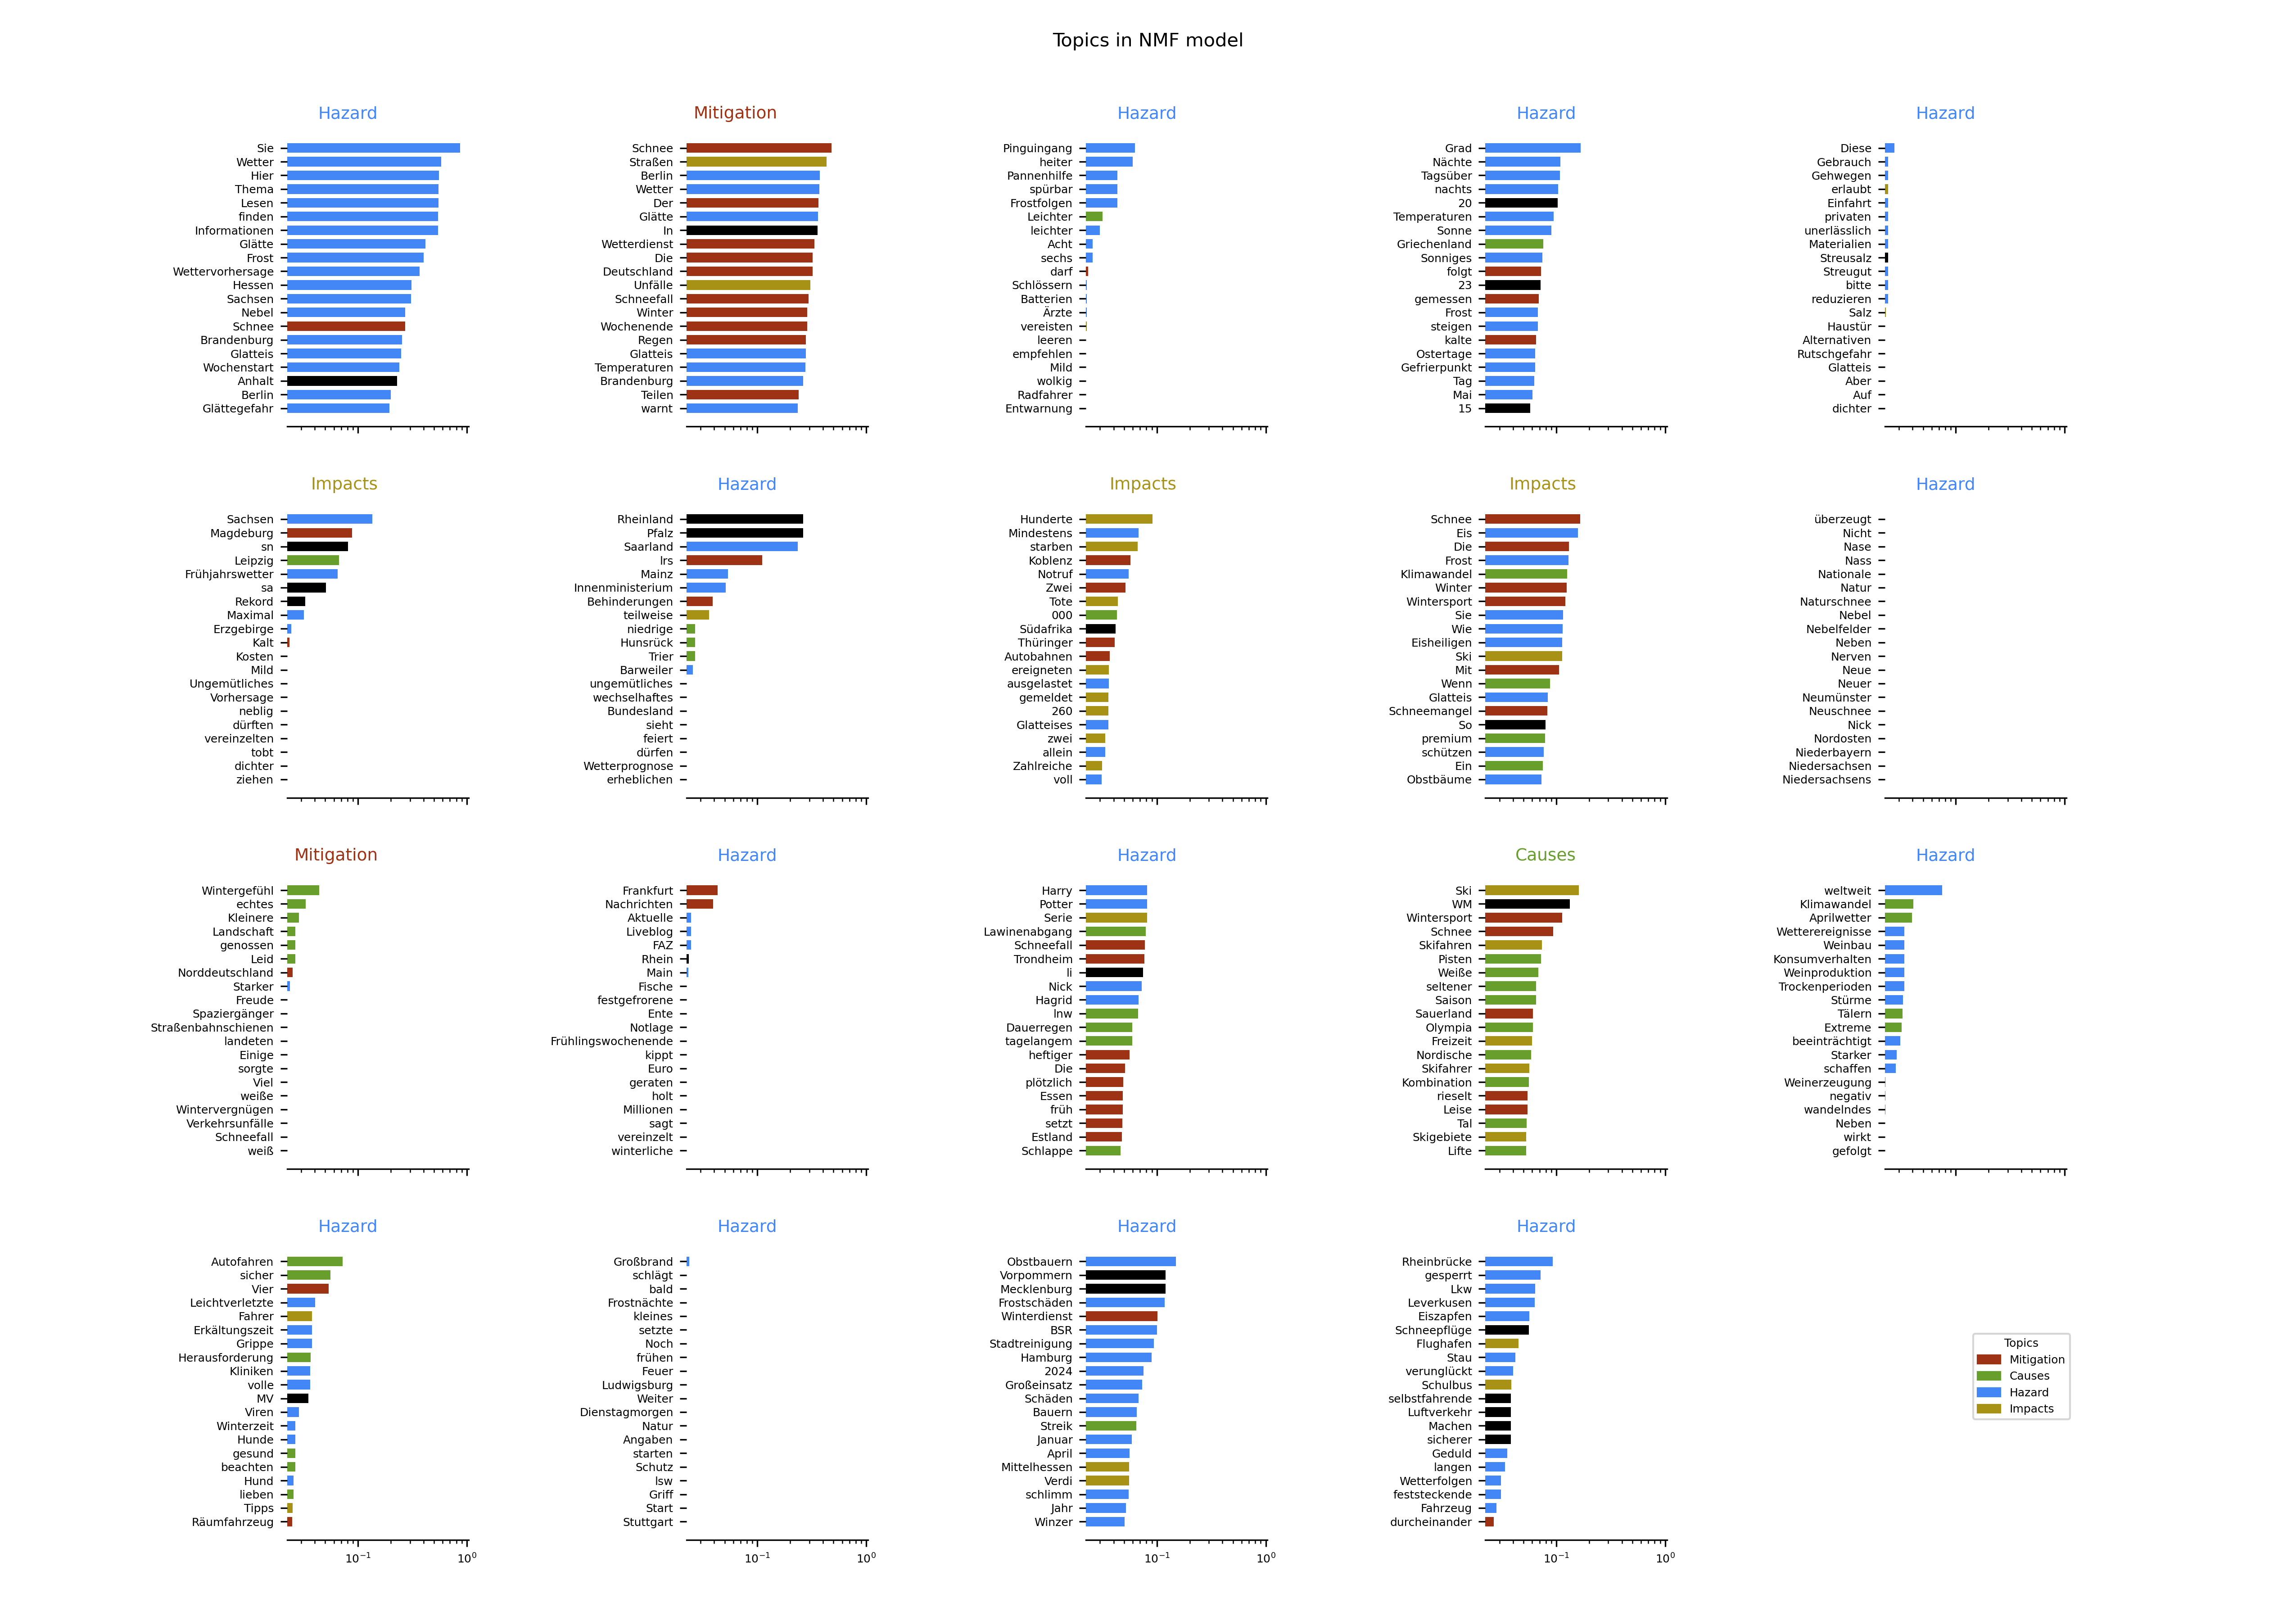 Topics in NMF model
Hazard
Sie
Wetter
Hier
Thema
Lesen
finden
Informationen
Glätte
Frost
Wettervorhersage
Hessen
Sachsen
Nebel
Schnee
Brandenburg
Glatteis
Wochenstart
Anhalt
Berlin
Glättegefahr
Mitigation
Schnee
Straßen
Berlin
Wetter
Der
Glätte
In
Wetterdienst
Die
Deutschland
Unfälle
Schneefall
Winter
Wochenende
Regen
Glatteis
Temperaturen
Brandenburg
Teilen
warnt
Hazard
Pinguingang
heiter
Pannenhilfe
spürbar
Frostfolgen
Leichter
leichter
Acht
sechs
darf
Schlössern
Batterien
Ärzte
vereisten
leeren
empfehlen
Mild
wolkig
Radfahrer
Entwarnung
Hazard
Grad
Nächte
Tagsüber
nachts
20
Temperaturen
Sonne
Griechenland
Sonniges
folgt
23
gemessen
Frost
steigen
kalte
Ostertage
Gefrierpunkt
Tag
Mai
15
Hazard
Diese
Gebrauch
Gehwegen
erlaubt
Einfahrt
privaten
unerlässlich
Materialien
Streusalz
Streugut
bitte
reduzieren
Salz
Haustür
Alternativen
Rutschgefahr
Glatteis
Aber
Auf
dichter
Impacts
Sachsen
Magdeburg
sn
Leipzig
Frühjahrswetter
sa
Rekord
Maximal
Erzgebirge
Kalt
Kosten
Mild
Ungemütliches
Vorhersage
neblig
dürften
vereinzelten
tobt
dichter
ziehen
Hazard
Rheinland
Pfalz
Saarland
lrs
Mainz
Innenministerium
Behinderungen
teilweise
niedrige
Hunsrück
Trier
Barweiler
ungemütliches
wechselhaftes
Bundesland
sieht
feiert
dürfen
Wetterprognose
erheblichen
Impacts
Hunderte
Mindestens
starben
Koblenz
Notruf
Zwei
Tote
000
Südafrika
Thüringer
Autobahnen
ereigneten
ausgelastet
gemeldet
260
Glatteises
zwei
allein
Zahlreiche
voll
Impacts
Schnee
Eis
Die
Frost
Klimawandel
Winter
Wintersport
Sie
Wie
Eisheiligen
Ski
Mit
Wenn
Glatteis
Schneemangel
So
premium
schützen
Ein
Obstbäume
Hazard
überzeugt
Nicht
Nase
Nass
Nationale
Natur
Naturschnee
Nebel
Nebelfelder
Neben
Nerven
Neue
Neuer
Neumünster
Neuschnee
Nick
Nordosten
Niederbayern
Niedersachsen
Niedersachsens
Mitigation
Wintergefühl
echtes
Kleinere
Landschaft
genossen
Leid
Norddeutschland
Starker
Freude
Spaziergänger
Straßenbahnschienen
landeten
Einige
sorgte
Viel
weiße
Wintervergnügen
Verkehrsunfälle
Schneefall
weiß
Hazard
Frankfurt
Nachrichten
Aktuelle
Liveblog
FAZ
Rhein
Main
Fische
festgefrorene
Ente
Notlage
Frühlingswochenende
kippt
Euro
geraten
holt
Millionen
sagt
vereinzelt
winterliche
Hazard
Harry
Potter
Serie
Lawinenabgang
Schneefall
Trondheim
li
Nick
Hagrid
lnw
Dauerregen
tagelangem
heftiger
Die
plötzlich
Essen
früh
setzt
Estland
Schlappe
Causes
Ski
WM
Wintersport
Schnee
Skifahren
Pisten
Weiße
seltener
Saison
Sauerland
Olympia
Freizeit
Nordische
Skifahrer
Kombination
rieselt
Leise
Tal
Skigebiete
Lifte
Hazard
weltweit
Klimawandel
Aprilwetter
Wetterereignisse
Weinbau
Konsumverhalten
Weinproduktion
Trockenperioden
Stürme
Tälern
Extreme
beeinträchtigt
Starker
schaffen
Weinerzeugung
negativ
wandelndes
Neben
wirkt
gefolgt
Hazard
Autofahren
sicher
Vier
Leichtverletzte
Fahrer
Erkältungszeit
Grippe
Herausforderung
Kliniken
volle
MV
Viren
Winterzeit
Hunde
gesund
beachten
Hund
lieben
Tipps
Räumfahrzeug
10⁻¹ 10⁰
Hazard
Großbrand
schlägt
bald
Frostnächte
kleines
setzte
Noch
frühen
Feuer
Ludwigsburg
Weiter
Dienstagmorgen
Natur
Angaben
starten
Schutz
lsw
Griff
Start
Stuttgart
10⁻¹ 10⁰
Hazard
Obstbauern
Vorpommern
Mecklenburg
Frostschäden
Winterdienst
BSR
Stadtreinigung
Hamburg
2024
Großeinsatz
Schäden
Bauern
Streik
Januar
April
Mittelhessen
Verdi
schlimm
Jahr
Winzer
10⁻¹ 10⁰
Hazard
Rheinbrücke
gesperrt
Lkw
Leverkusen
Eiszapfen
Schneepflüge
Flughafen
Stau
verunglückt
Schulbus
selbstfahrende
Luftverkehr
Machen
sicherer
Geduld
langen
Wetterfolgen
feststeckende
Fahrzeug
durcheinander
10⁻¹ 10⁰
Topics
Mitigation
Causes
Hazard
Impacts